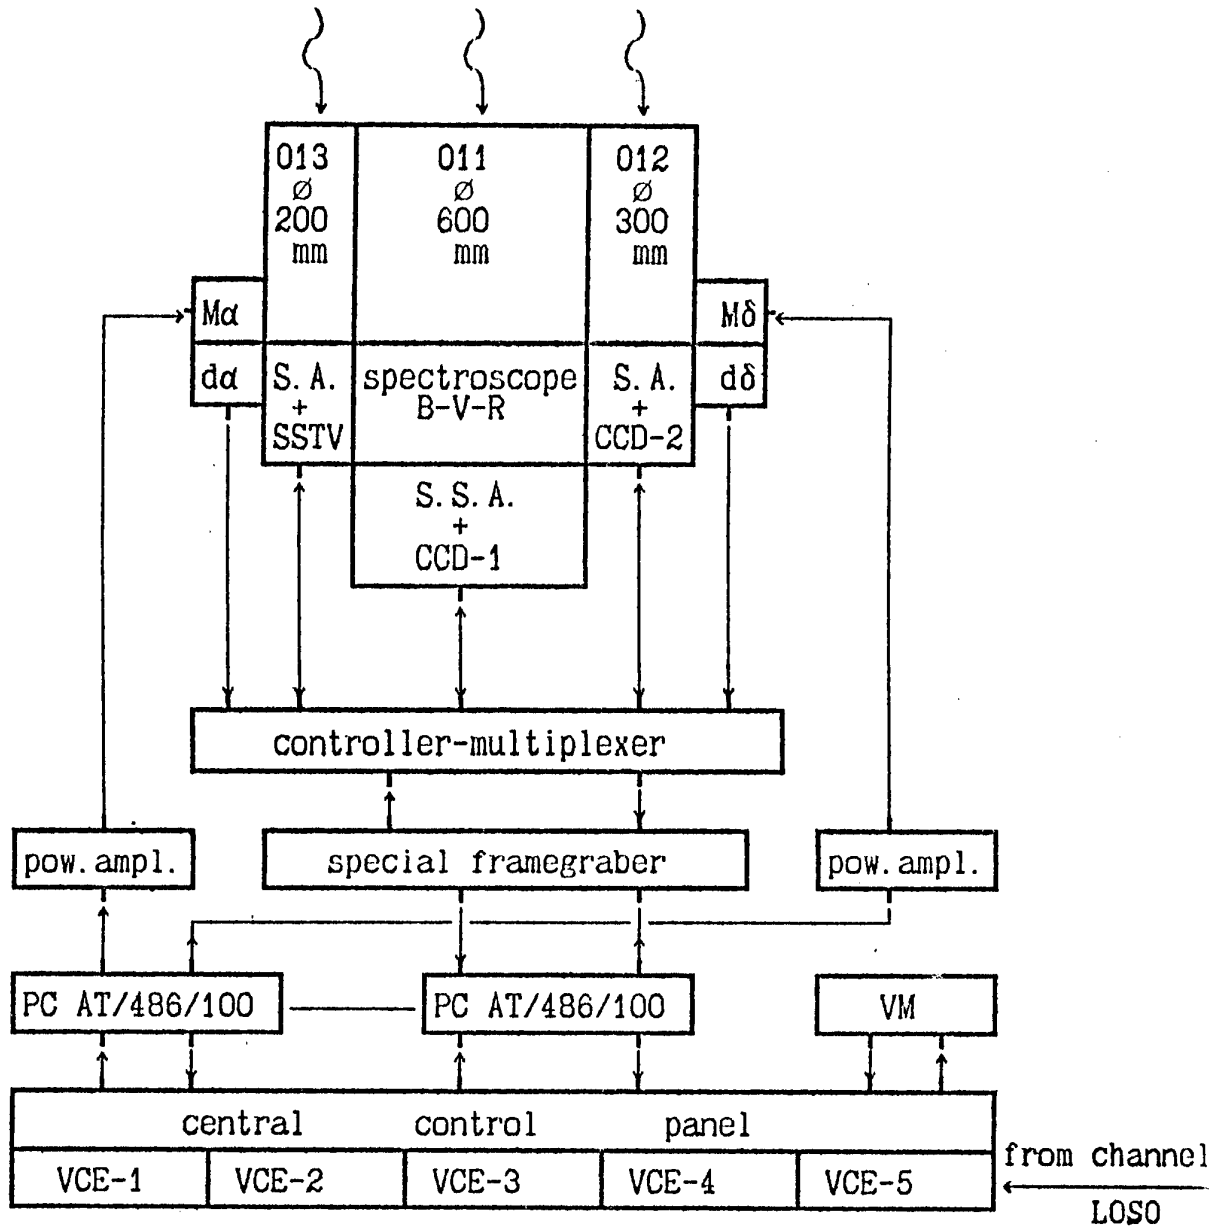 013
Ø
200
mm
011
Ø
600
mm
012
Ø
300
mm
Mα
Mδ
dα
S.A.
+
SSTV
spectroscope
B-V-R
S.A.
+
CCD-2
dδ
S.S.A.
+
CCD-1
controller-multiplexer
pow.ampl.
special framegraber
pow.ampl.
PC AT/486/100
PC AT/486/100
VM
central control panel
VCE-1
VCE-2
VCE-3
VCE-4
VCE-5
from channel
LOSO